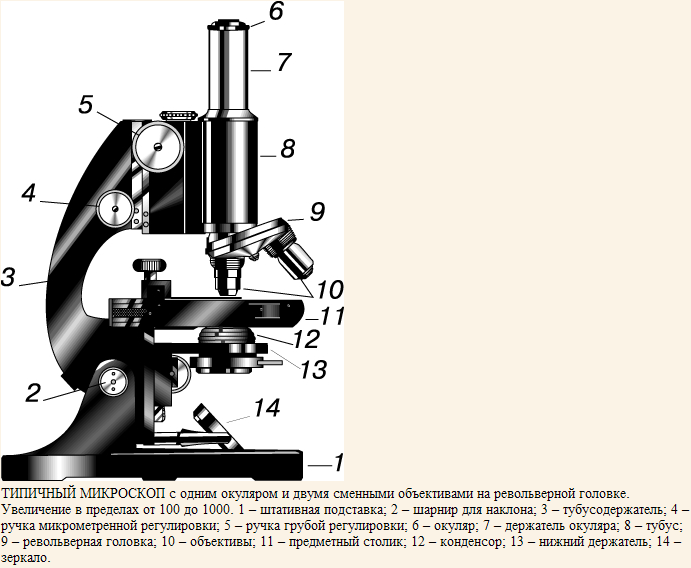 6
7
5
8
4
9
3
10
11
12
13
2
14
1
ТИПИЧНЫЙ МИКРОСКОП с одним окуляром и двумя сменными объективами на револьверной головке.
Увеличение в пределах от 100 до 1000. 1 – штативная подставка; 2 – шарнир для наклона; 3 – тубусодержатель; 4 –
ручка микрометренной регулировки; 5 – ручка грубой регулировки; 6 – окуляр; 7 – держатель окуляра; 8 – тубус;
9 – револьверная головка; 10 – объективы; 11 – предметный столик; 12 – конденсор; 13 – нижний держатель; 14 –
зеркало.